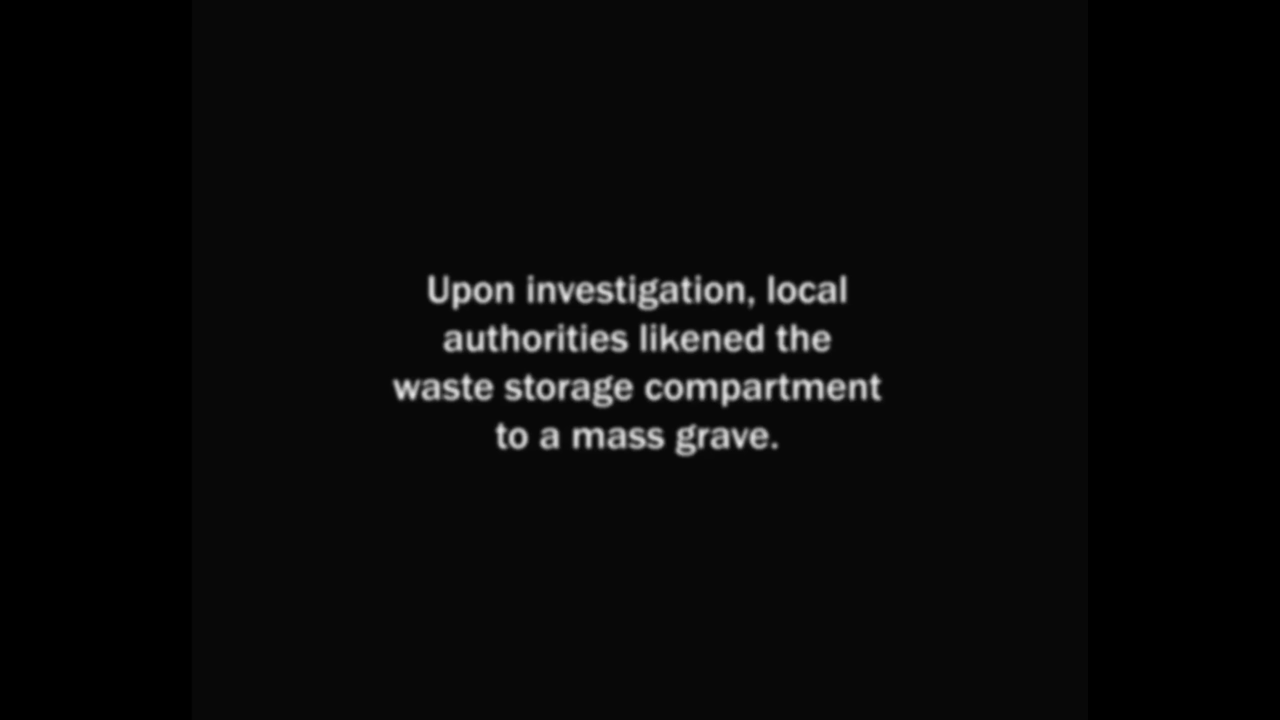 Upon investigation, local
authorities likened the
waste storage compartment
to a mass grave.